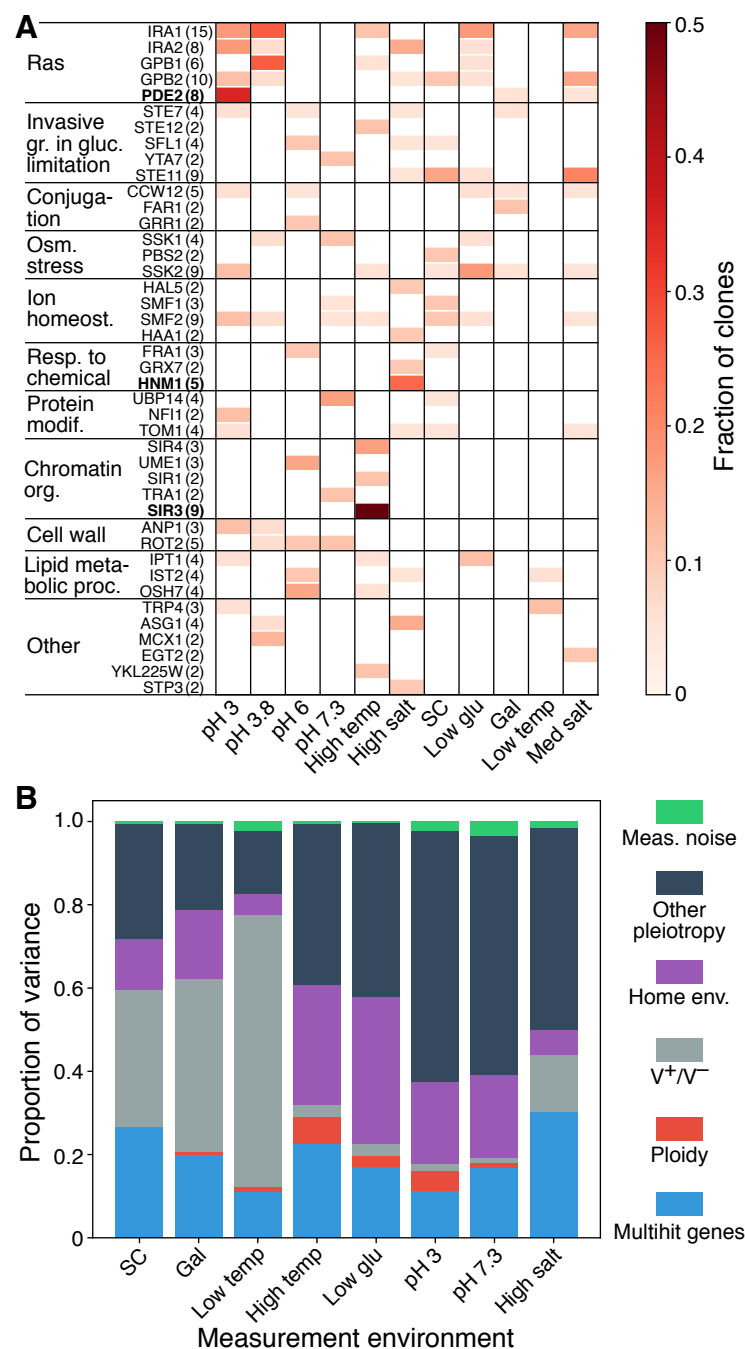 A
Ras
IRA1 (15)
IRA2 (8)
GPB1 (6)
GPB2 (10)
PDE2 (8)
Invasive
gr. in gluc.
limitation
STE7 (4)
STE12 (2)
SFL1 (4)
YTA7 (2)
STE11 (9)
Conjuga-
tion
CCW12 (5)
FAR1 (2)
GRR1 (2)
Osm.
stress
SSK1 (4)
PBS2 (2)
SSK2 (9)
Ion
homeost.
HAL5 (2)
SMF1 (3)
SMF2 (9)
HAA1 (2)
Resp. to
chemical
FRA1 (3)
GRX7 (2)
HNM1 (5)
Protein
modif.
UBP14 (4)
NFI1 (2)
TOM1 (4)
Chromatin
org.
SIR4 (3)
UME1 (3)
SIR1 (2)
TRA1 (2)
SIR3 (9)
Cell wall
ANP1 (3)
ROT2 (5)
Lipid meta-
bolic proc.
IPT1 (4)
IST2 (4)
OSH7 (4)
Other
TRP4 (3)
ASG1 (4)
MCX1 (2)
EGT2 (2)
YKL225W (2)
STP3 (2)
pH 3
pH 3.8
pH 6
pH 7.3
High temp
High salt
SC
Low glu
Gal
Low temp
Med salt
0.5
0.4
0.3
0.2
0.1
0
Fraction of clones
B
Proportion of variance
1.0
0.8
0.6
0.4
0.2
0
SC
Gal
Low temp
High temp
Low glu
pH 3
pH 7.3
High salt
Measurement environment
Meas. noise
Other
pleiotropy
Home env.
V+/V−
Ploidy
Multihit genes